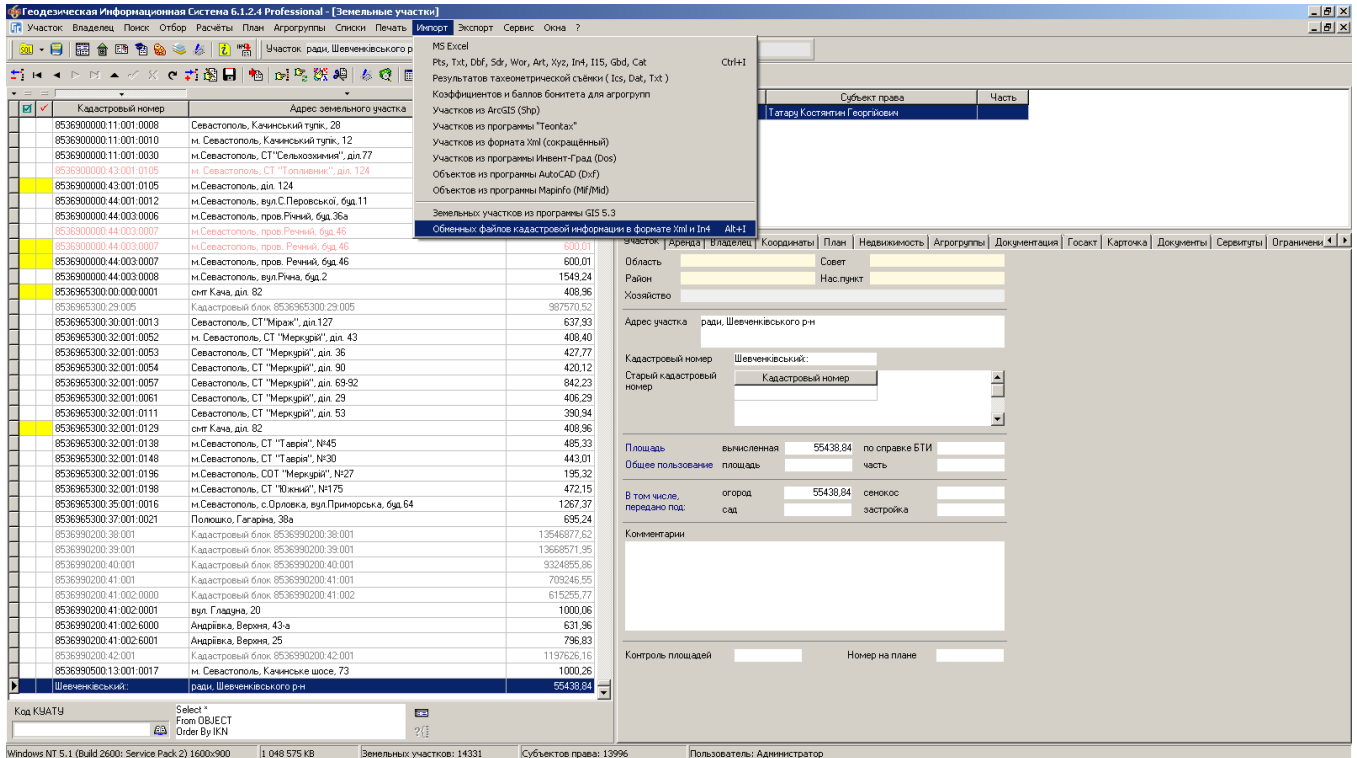 Геодезическая Информационная Система 6.1.2.4 Professional - [Земельные участки]
Участок Владелец Поиск Отбор Расчёты План Агрогруппы Списки Печать Импорт Экспорт Сервис Окна ?
Участок ради, Шевченківського р
MS Excel
Pts, Txt, Dbf, Sdr, Wor, Art, Xyz, In4, I15, Gbd, Cat Ctrl+I
Результатов тахеометрической съёмки ( Ics, Dat, Txt )
Коэффициентов и баллов бонитета для агрогрупп
Участков из ArcGIS (Shp)
Участков из программы "Teontax"
Участков из формата Xml (сокращённый)
Участков из программы Инвент-Град (Dos)
Объектов из программы AutoCAD (Dxf)
Объектов из программы Mapinfo (Mif/Mid)
Земельных участков из программы GIS 5.3
Обменных файлов кадастровой информации в формате Xml и In4 Alt+I
Кадастровый номер Адрес земельного участка
8536900000:11:001:0008 Севастополь, Качинський тупік, 28
8536900000:11:001:0010 м. Севастополь, Качинський тупік, 12
8536900000:11:001:0030 м.Севастополь, СТ"Сельхозхимия", діл.77
8536900000:43:001:0105 м. Севастополь, СТ "Топливник", діл. 124
8536900000:43:001:0105 м.Севастополь, діл. 124
8536900000:44:001:0012 м.Севастополь, вул.С.Перовської, буд.11
8536900000:44:003:0006 м.Севастополь, пров.Річний, буд.36а
8536900000:44:003:0007 м.Севастополь, пров.Речний, буд.46
8536900000:44:003:0007 м.Севастополь, пров. Речний, буд.46 600,01
8536900000:44:003:0007 м.Севастополь, пров. Речний, буд.46 600,01
8536900000:44:003:0008 м.Севастополь, вул.Річна, буд.2 1549,24
8536965300:00:000:0001 смт Кача, діл. 82 408,96
8536965300:29:005 Кадастровый блок 8536965300:29:005 987570,52
8536965300:30:001:0013 Севастополь, СТ"Міраж", діл.127 637,93
8536965300:32:001:0052 м. Севастополь, СТ "Меркурій", діл. 43 408,40
8536965300:32:001:0053 Севастополь, СТ "Меркурій", діл. 36 427,77
8536965300:32:001:0054 Севастополь, СТ "Меркурій", діл. 90 420,12
8536965300:32:001:0057 Севастополь, СТ "Меркурій", діл. 69-92 842,23
8536965300:32:001:0061 Севастополь, СТ "Меркурій", діл. 29 406,29
8536965300:32:001:0111 Севастополь, СТ "Меркурій", діл. 53 390,94
8536965300:32:001:0129 смт Кача, діл. 82 408,96
8536965300:32:001:0138 м.Севастополь, СТ "Таврія", №45 485,33
8536965300:32:001:0148 м.Севастополь, СТ "Таврія", №30 443,01
8536965300:32:001:0196 м.Севастополь, СОТ "Меркурій", №27 195,32
8536965300:32:001:0198 м.Севастополь, СТ "Южний", №175 472,15
8536965300:35:001:0016 м.Севастополь, с.Орловка, вул.Приморська, буд.64 1267,37
8536965300:37:001:0021 Полюшко, Гагаріна, 38а 695,24
8536990200:38:001 Кадастровый блок 8536990200:38:001 13546877,62
8536990200:39:001 Кадастровый блок 8536990200:39:001 13668571,95
8536990200:40:001 Кадастровый блок 8536990200:40:001 9324855,86
8536990200:41:001 Кадастровый блок 8536990200:41:001 709246,55
8536990200:41:002:0000 Кадастровый блок 8536990200:41:002 615255,77
8536990200:41:002:0001 вул. Гладуна, 20 1000,06
8536990200:41:002:6000 Андріївка, Верхня, 43-а 631,96
8536990200:41:002:6001 Андріївка, Верхня, 25 796,83
8536990200:42:001 Кадастровый блок 8536990200:42:001 1197626,16
8536990500:13:001:0017 м. Севастополь, Качинське шосе, 73 1000,26
Шевченківський:: ради, Шевченківського р-н 55438,84
Код КУАТУ
Select *
From OBJECT
Order By IKN
Субъект права Часть
Татару Костянтин Георгійович
Участок Аренда Владелец Координаты План Недвижимость Агрогруппы Документация Госакт Карточка Документы Сервитуты Ограничени
Область Совет
Район Нас.пункт
Хозяйство
Адрес участка ради, Шевченківського р-н
Кадастровый номер Шевченківський::
Старый кадастровый номер Кадастровый номер
Площадь вычисленная 55438,84 по справке БТИ
Общее пользование площадь часть
В том числе, передано под: огород 55438,84 сенокос
сад застройка
Комментарии
Контроль площадей Номер на плане
Windows NT 5.1 (Build 2600: Service Pack 2) 1600x900 1 048 575 KB Земельных участков: 14331 Субъектов права: 13996 Пользователь: Администратор